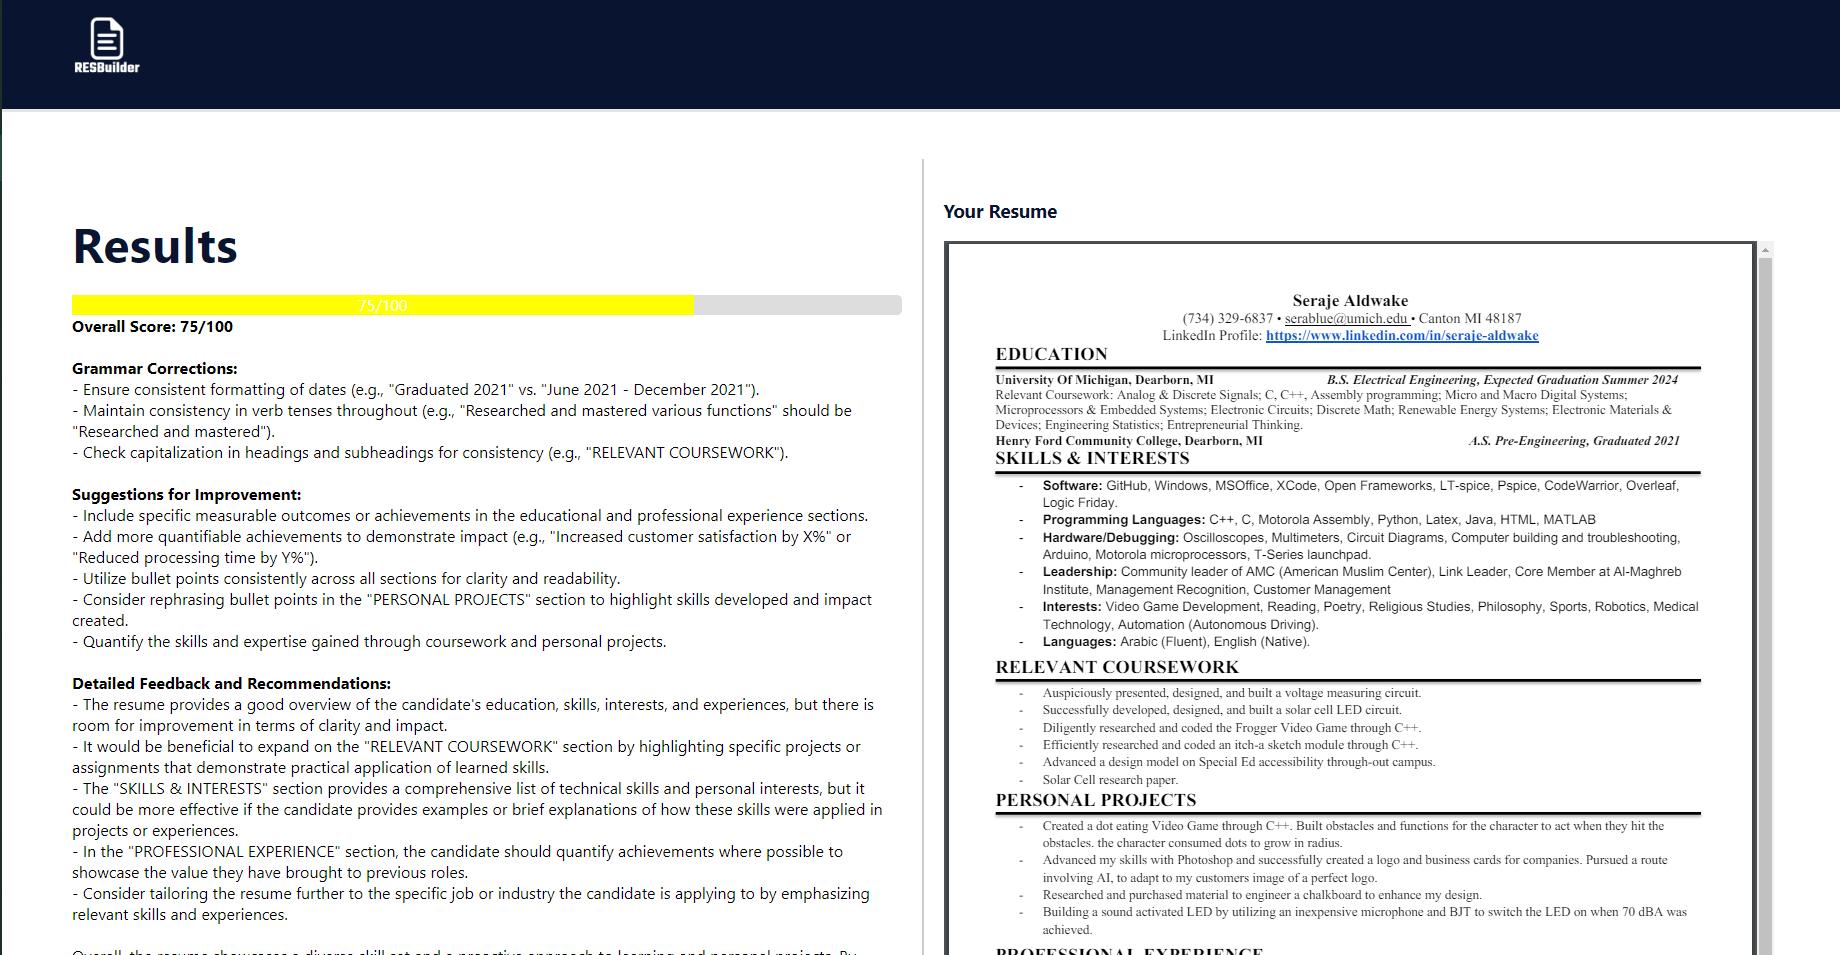 RESBuilder
Results
75/100
Overall Score: 75/100
Grammar Corrections:
- Ensure consistent formatting of dates (e.g., "Graduated 2021" vs. "June 2021 - December 2021").
- Maintain consistency in verb tenses throughout (e.g., "Researched and mastered various functions" should be
"Researched and mastered").
- Check capitalization in headings and subheadings for consistency (e.g., "RELEVANT COURSEWORK").
Suggestions for Improvement:
- Include specific measurable outcomes or achievements in the educational and professional experience sections.
- Add more quantifiable achievements to demonstrate impact (e.g., "Increased customer satisfaction by X%" or
"Reduced processing time by Y%").
- Utilize bullet points consistently across all sections for clarity and readability.
- Consider rephrasing bullet points in the "PERSONAL PROJECTS" section to highlight skills developed and impact
created.
- Quantify the skills and expertise gained through coursework and personal projects.
Detailed Feedback and Recommendations:
- The resume provides a good overview of the candidate's education, skills, interests, and experiences, but there is
room for improvement in terms of clarity and impact.
- It would be beneficial to expand on the "RELEVANT COURSEWORK" section by highlighting specific projects or
assignments that demonstrate practical application of learned skills.
- The "SKILLS & INTERESTS" section provides a comprehensive list of technical skills and personal interests, but it
could be more effective if the candidate provides examples or brief explanations of how these skills were applied in
projects or experiences.
- In the "PROFESSIONAL EXPERIENCE" section, the candidate should quantify achievements where possible to
showcase the value they have brought to previous roles.
- Consider tailoring the resume further to the specific job or industry the candidate is applying to by emphasizing
relevant skills and experiences.
Overall, the resume showcases a diverse skill set and a proactive approach to learning and personal projects. By
Your Resume
Seraje Aldwake
(734) 329-6837 • serablue@umich.edu • Canton MI 48187
LinkedIn Profile: https://www.linkedin.com/in/seraje-aldwake
EDUCATION
University Of Michigan, Dearborn, MI B.S. Electrical Engineering, Expected Graduation Summer 2024
Relevant Coursework: Analog & Discrete Signals; C, C++, Assembly programming; Micro and Macro Digital Systems;
Microprocessors & Embedded Systems; Electronic Circuits; Discrete Math; Renewable Energy Systems; Electronic Materials &
Devices; Engineering Statistics; Entrepreneurial Thinking.
Henry Ford Community College, Dearborn, MI A.S. Pre-Engineering, Graduated 2021
SKILLS & INTERESTS
- Software: GitHub, Windows, MSOffice, XCode, Open Frameworks, LT-spice, Pspice, CodeWarrior, Overleaf,
Logic Friday.
- Programming Languages: C++, C, Motorola Assembly, Python, Latex, Java, HTML, MATLAB
- Hardware/Debugging: Oscilloscopes, Multimeters, Circuit Diagrams, Computer building and troubleshooting,
Arduino, Motorola microprocessors, T-Series launchpad.
- Leadership: Community leader of AMC (American Muslim Center), Link Leader, Core Member at Al-Maghreb
Institute, Management Recognition, Customer Management
- Interests: Video Game Development, Reading, Poetry, Religious Studies, Philosophy, Sports, Robotics, Medical
Technology, Automation (Autonomous Driving).
- Languages: Arabic (Fluent), English (Native).
RELEVANT COURSEWORK
- Auspiciously presented, designed, and built a voltage measuring circuit.
- Successfully developed, designed, and built a solar cell LED circuit.
- Diligently researched and coded the Frogger Video Game through C++.
- Efficiently researched and coded an itch-a sketch module through C++.
- Advanced a design model on Special Ed accessibility through-out campus.
- Solar Cell research paper.
PERSONAL PROJECTS
- Created a dot eating Video Game through C++. Built obstacles and functions for the character to act when they hit the
obstacles. the character consumed dots to grow in radius.
- Advanced my skills with Photoshop and successfully created a logo and business cards for companies. Pursued a route
involving AI, to adapt to my customers image of a perfect logo.
- Researched and purchased material to engineer a chalkboard to enhance my design.
- Building a sound activated LED by utilizing an inexpensive microphone and BJT to switch the LED on when 70 dBA was
achieved.
PROFESSIONAL EXPERIENCE